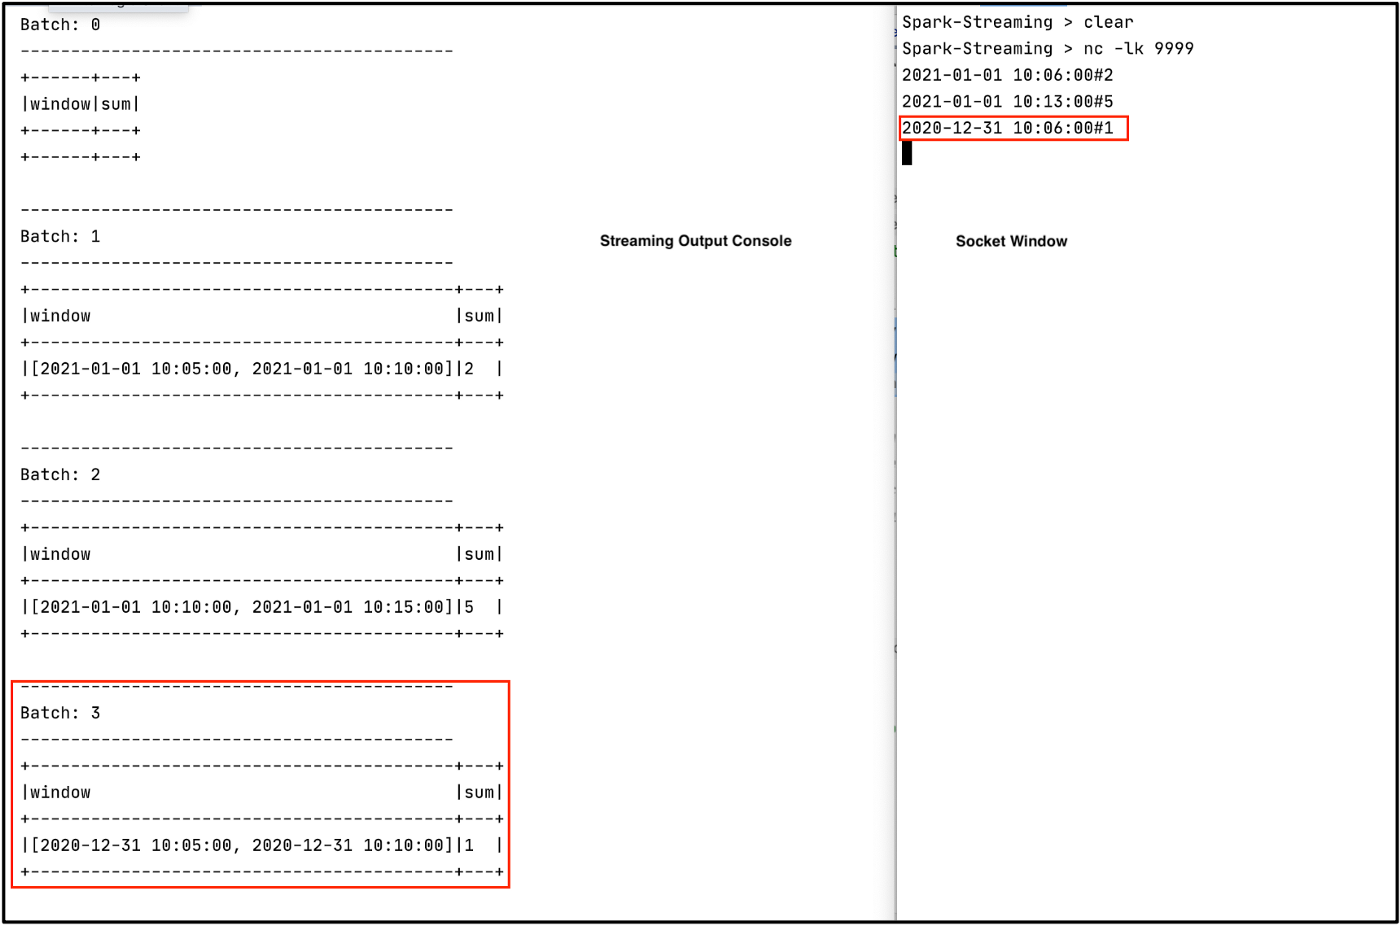 Batch: 0
-------------------------------------------
+------+---+
|window|sum|
+------+---+
+------+---+
-------------------------------------------
Batch: 1
-------------------------------------------
+------------------------------------------+---+
|window                                    |sum|
+------------------------------------------+---+
|[2021-01-01 10:05:00, 2021-01-01 10:10:00]|2  |
+------------------------------------------+---+
-------------------------------------------
Batch: 2
-------------------------------------------
+------------------------------------------+---+
|window                                    |sum|
+------------------------------------------+---+
|[2021-01-01 10:10:00, 2021-01-01 10:15:00]|5  |
+------------------------------------------+---+
-------------------------------------------
Batch: 3
-------------------------------------------
+------------------------------------------+---+
|window                                    |sum|
+------------------------------------------+---+
|[2020-12-31 10:05:00, 2020-12-31 10:10:00]|1  |
+------------------------------------------+---+
Streaming Output Console
Spark-Streaming > clear
Spark-Streaming > nc -lk 9999
2021-01-01 10:06:00#2
2021-01-01 10:13:00#5
2020-12-31 10:06:00#1
Socket Window